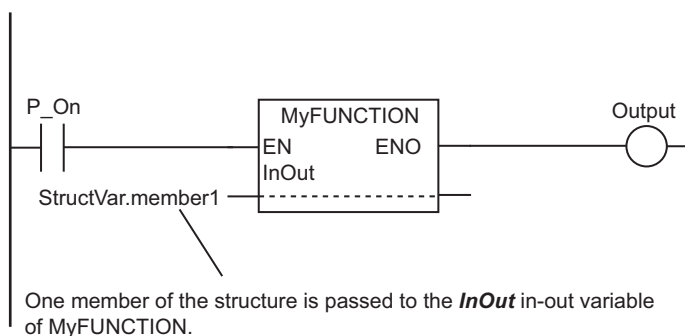 P_On
MyFUNCTION
Output
EN ENO
InOut
StructVar.member1
One member of the structure is passed to the InOut in-out variable
of MyFUNCTION.